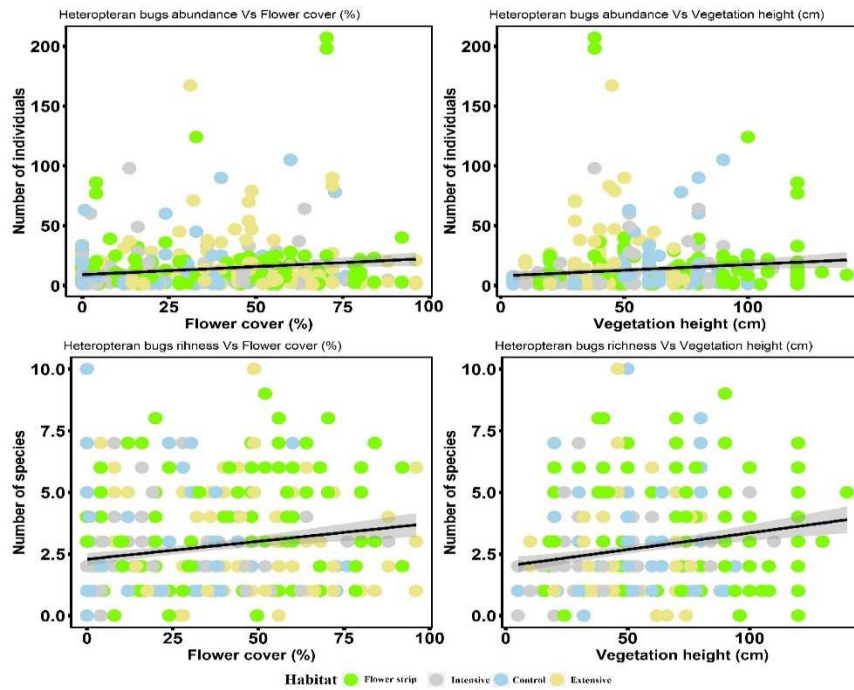 Heteropteran bugs abundance Vs Flower cover (%)
Heteropteran bugs abundance Vs Vegetation height (cm)
Number of individuals
200
150
100
50
0
0
25
50
75
100
Flower cover (%)
Number of individuals
200
150
100
50
0
50
100
Vegetation height (cm)
Heteropteran bugs rihness Vs Flower cover (%)
Heteropteran bugs richness Vs Vegetation height (cm)
Number of species
10.0
7.5
5.0
2.5
0.0
0
25
50
75
100
Flower cover (%)
Number of species
10.0
7.5
5.0
2.5
0.0
0
50
100
Vegetation height (cm)
Habitat Flower strip Intensive Control Extensive